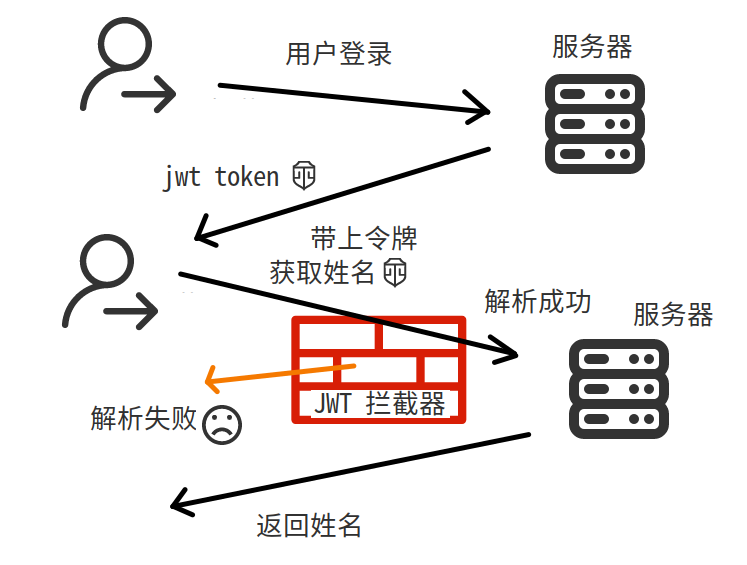 用户登录
服务器
jwt token
带上令牌
获取姓名
解析成功
服务器
JWT 拦截器
解析失败
返回姓名